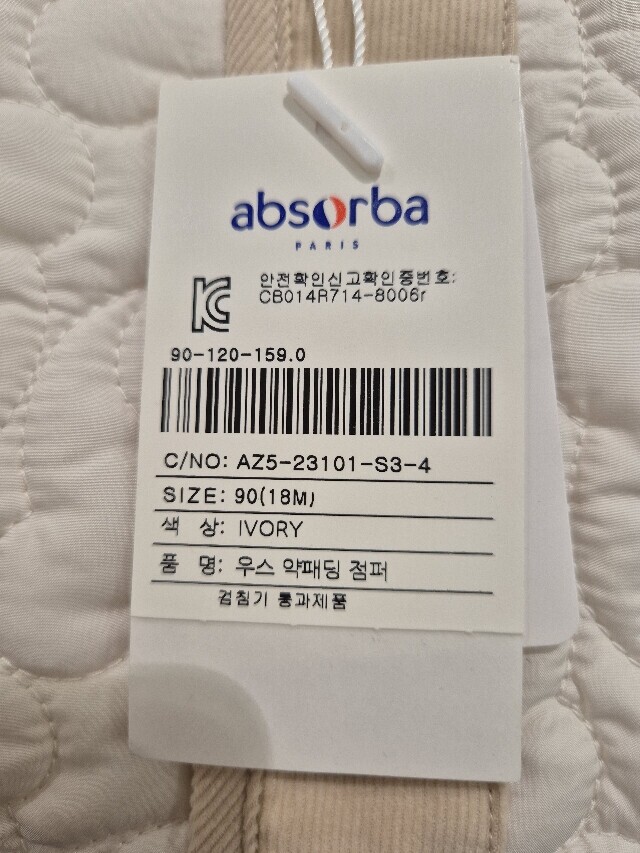 absorba
PARIS
안전확인신고확인증번호:
CB014R714-8006r
90-120-159.0
C/NO: AZ5-23101-S3-4
SIZE: 90(18M)
색 상: IVORY
품 명: 우스 약패딩 점퍼
검침기 통과제품